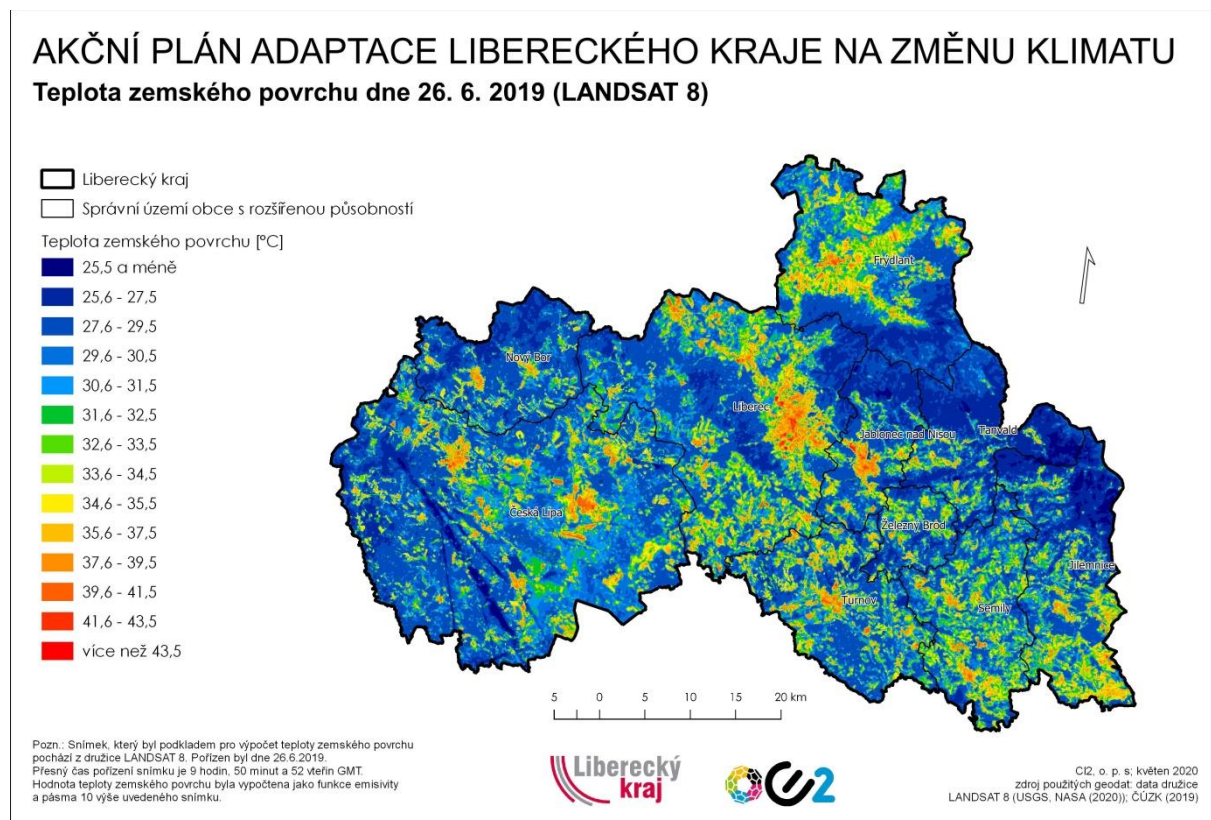 AKČNÍ PLÁN ADAPTACE LIBERECKÉHO KRAJE NA ZMĚNU KLIMATU
Teplota zemského povrchu dne 26. 6. 2019 (LANDSAT 8)
Liberecký kraj
Správní území obce s rozšířenou působností
Teplota zemského povrchu [°C]
25,5 a méně
25,6 - 27,5
27,6 - 29,5
29,6 - 30,5
30,6 - 31,5
31,6 - 32,5
32,6 - 33,5
33,6 - 34,5
34,6 - 35,5
35,6 - 37,5
37,6 - 39,5
39,6 - 41,5
41,6 - 43,5
více než 43,5
Frýdlant
Nový Bor
Liberec
Jablonec nad Nisou
Tanvald
Česká Lípa
Železný Brod
Jilemnice
Turnov
Semily
5 0 5 10 15 20 km
Pozn.: Snímek, který byl podkladem pro výpočet teploty zemského povrchu
pochází z družice LANDSAT 8. Pořízen byl dne 26.6.2019.
Přesný čas pořízení snímku je 9 hodin, 50 minut a 52 vteřin GMT.
Hodnota teploty zemského povrchu byla vypočtena jako funkce emisivity
a pásma 10 výše uvedeného snímku.
Liberecký
kraj
CI2
CI2, o. p. s; květen 2020
zdroj použitých geodat: data družice
LANDSAT 8 (USGS, NASA (2020)); ČÚZK (2019)